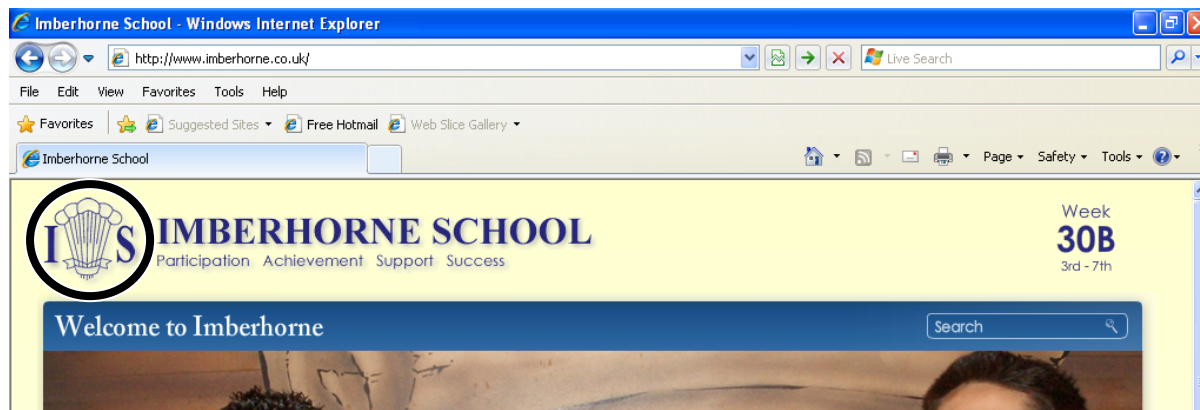 Imberhorne School - Windows Internet Explorer
http://www.imberhorne.co.uk/ Live Search
File Edit View Favorites Tools Help
Favorites Suggested Sites Free Hotmail Web Slice Gallery
Imberhorne School Page Safety Tools
I S IMBERHORNE SCHOOL
Participation Achievement Support Success
Week
30B
3rd - 7th
Welcome to Imberhorne Search